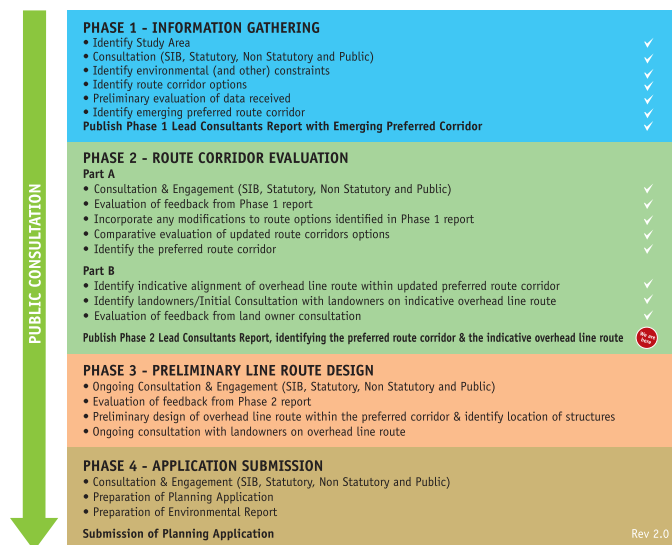 PUBLIC CONSULTATION
PHASE 1 - INFORMATION GATHERING
• Identify Study Area
• Consultation (SIB, Statutory, Non Statutory and Public)
• Identify environmental (and other) constraints
• Identify route corridor options
• Preliminary evaluation of data received
• Identify emerging preferred route corridor
Publish Phase 1 Lead Consultants Report with Emerging Preferred Corridor
PHASE 2 - ROUTE CORRIDOR EVALUATION
Part A
• Consultation & Engagement (SIB, Statutory, Non Statutory and Public)
• Evaluation of feedback from Phase 1 report
• Incorporate any modifications to route options identified in Phase 1 report
• Comparative evaluation of updated route corridors options
• Identify the preferred route corridor
Part B
• Identify indicative alignment of overhead line route within updated preferred route corridor
• Identify landowners/Initial Consultation with landowners on indicative overhead line route
• Evaluation of feedback from land owner consultation
Publish Phase 2 Lead Consultants Report, identifying the preferred route corridor & the indicative overhead line route
We are
here
PHASE 3 - PRELIMINARY LINE ROUTE DESIGN
• Ongoing Consultation & Engagement (SIB, Statutory, Non Statutory and Public)
• Evaluation of feedback from Phase 2 report
• Preliminary design of overhead line route within the preferred corridor & identify location of structures
• Ongoing consultation with landowners on overhead line route
PHASE 4 - APPLICATION SUBMISSION
• Consultation & Engagement (SIB, Statutory, Non Statutory and Public)
• Preparation of Planning Application
• Preparation of Environmental Report
Submission of Planning Application
Rev 2.0